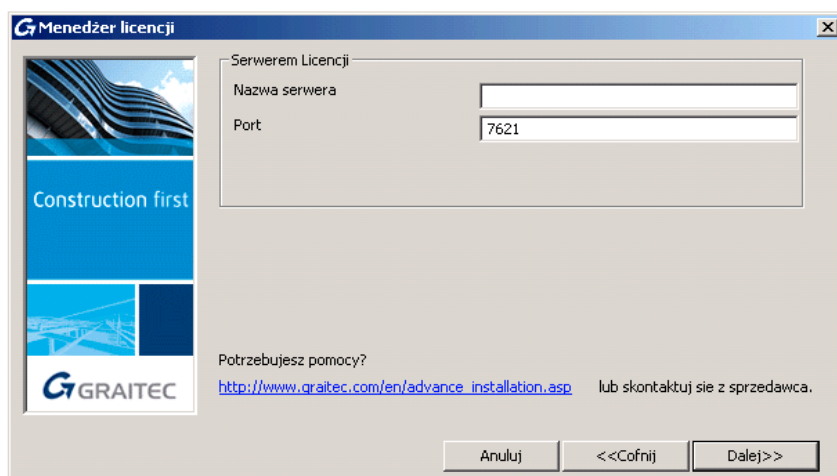 Menedżer licencji
Serwerem Licencji
Nazwa serwera
Port
7621
Construction first
GRAITEC
Potrzebujesz pomocy?
http://www.graitec.com/en/advance_installation.asp lub skontaktuj sie z sprzedawca.
Anuluj <<Cofnij Dalej>>